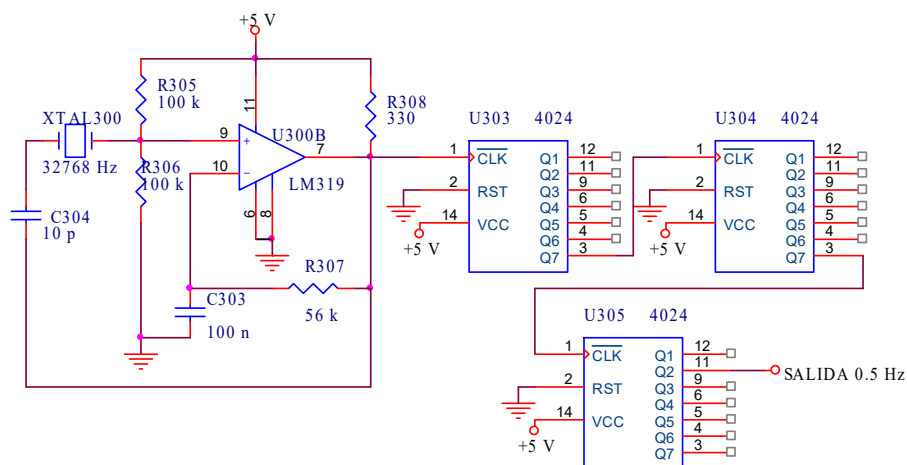 +5 V
R305
100 k
XTAL300
32768 Hz
R306
100 k
C304
10 p
11
9
+
10
-
U300B
7
LM319
6
8
R308
330
R307
56 k
C303
100 n
U303 4024
1
CLK
2
RST
14
VCC
+5 V
Q1 12
Q2 11
Q3 9
Q4 6
Q5 5
Q6 4
Q7 3
U304 4024
1
CLK
2
RST
14
VCC
+5 V
Q1 12
Q2 11
Q3 9
Q4 6
Q5 5
Q6 4
Q7 3
U305 4024
1
CLK
2
RST
14
VCC
+5 V
Q1 12
Q2 11
Q3 9
Q4 6
Q5 5
Q6 4
Q7 3
SALIDA 0.5 Hz